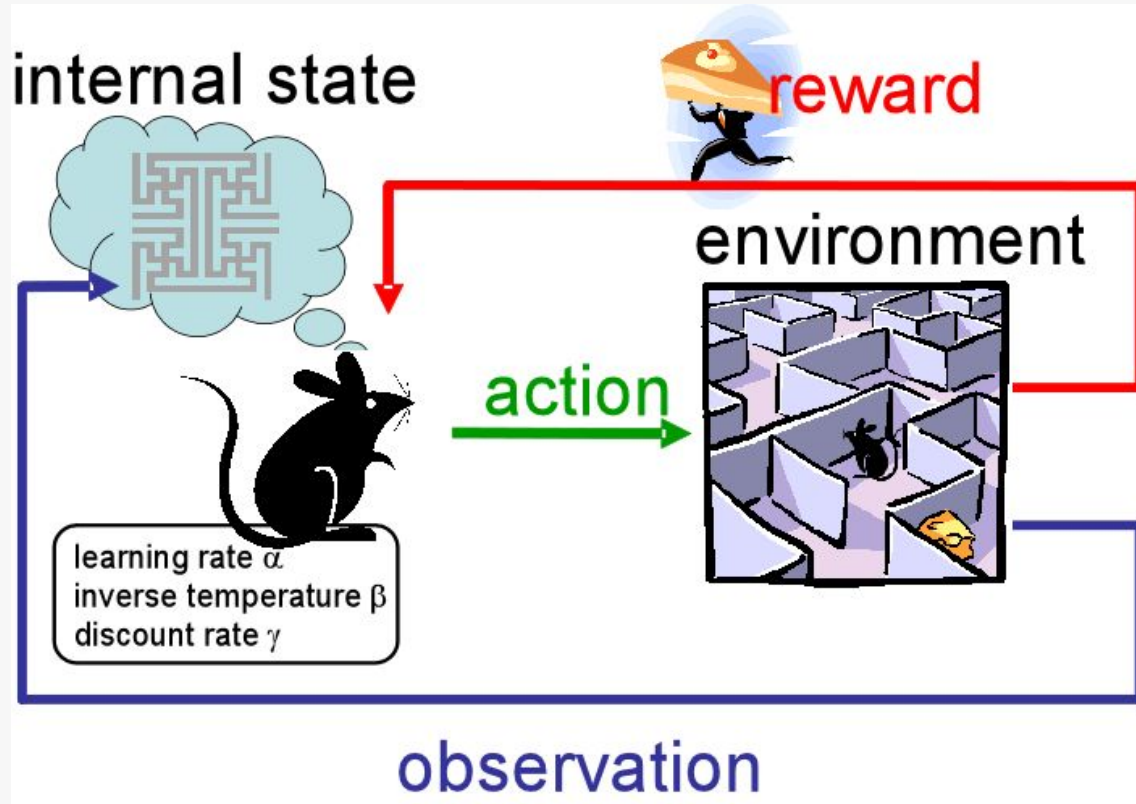 internal state
reward
environment
action
learning rate α
inverse temperature β
discount rate γ
observation